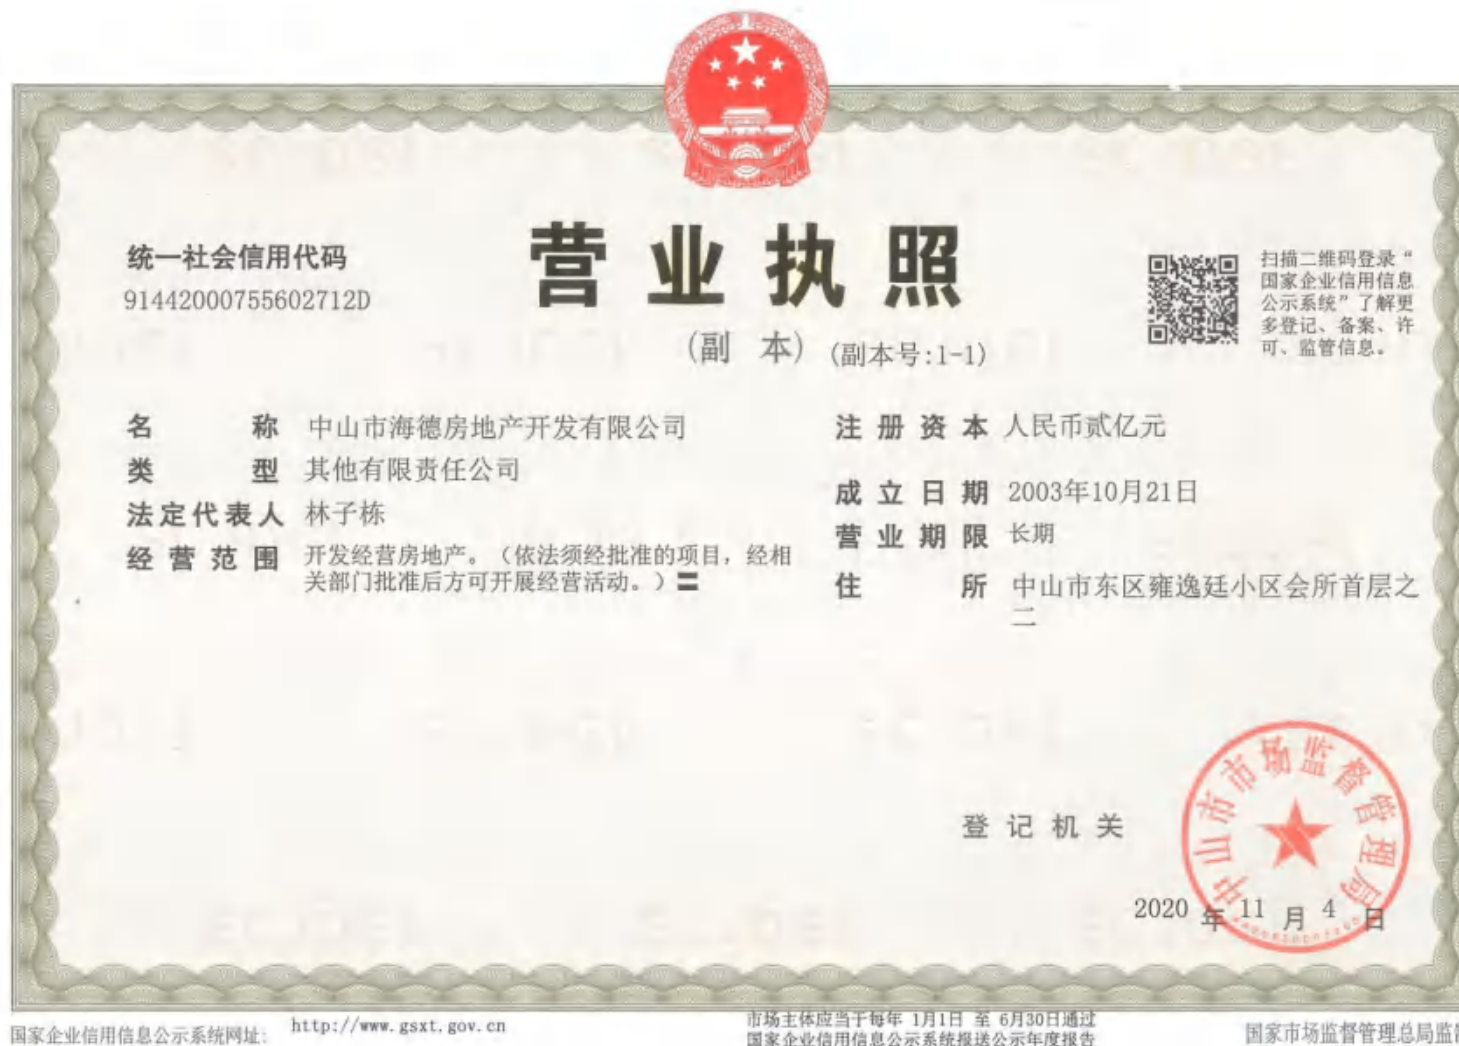 统一社会信用代码
91442000755602712D
营业执照
(副 本) (副本号:1-1)
扫描二维码登录“
国家企业信用信息
公示系统”了解更
多登记、备案、许
可、监管信息。
名 称 中山市海德房地产开发有限公司
类 型 其他有限责任公司
法定代表人 林子栋
经营范围 开发经营房地产。（依法须经批准的项目，经相
关部门批准后方可开展经营活动。）〓
注册资本 人民币贰亿元
成立日期 2003年10月21日
营业期限 长期
住 所 中山市东区雍逸廷小区会所首层之
二
登记机关
中山市市场监督管理局
2020 年 11 月 4 日
国家企业信用信息公示系统网址: http://www.gsxt.gov.cn
市场主体应当于每年 1月1日 至 6月30日通过
国家企业信用信息公示系统报送公示年度报告
国家市场监督管理总局监